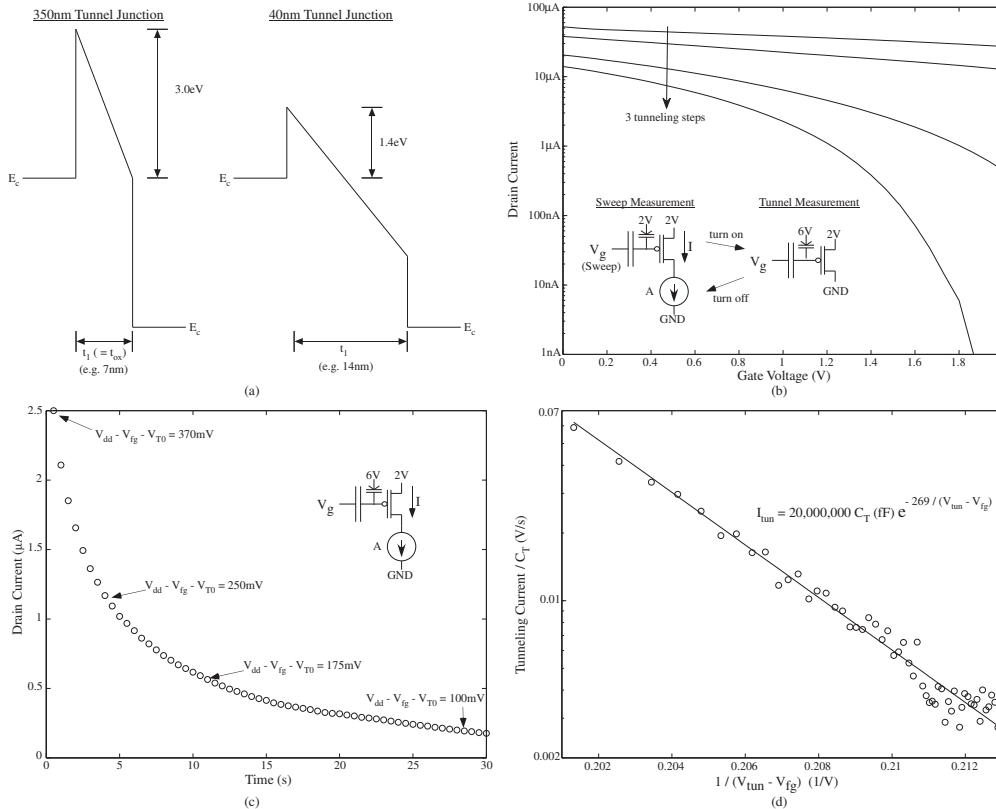 350nm Tunnel Junction
40nm Tunnel Junction
3.0eV
1.4eV
E_c
E_c
E_c
E_c
t_1 ( = t_ox)
(e.g. 7nm)
t_1
(e.g. 14nm)
(a)
100μA
10μA
1μA
100nA
10nA
1nA
Drain Current
3 tunneling steps
Sweep Measurement
Tunnel Measurement
2V
2V
V_g
(Sweep)
I
A
GND
turn on
turn off
6V
2V
V_g
GND
0
0.2
0.4
0.6
0.8
1
1.2
1.4
1.6
1.8
Gate Voltage (V)
(b)
2.5
2
1.5
1
0.5
0
Drain Current (μA)
V_dd - V_fg - V_T0 = 370mV
V_dd - V_fg - V_T0 = 250mV
V_dd - V_fg - V_T0 = 175mV
V_dd - V_fg - V_T0 = 100mV
6V
2V
V_g
I
A
GND
0
5
10
15
20
25
30
Time (s)
(c)
0.07
0.01
0.002
Tunneling Current / C_T (V/s)
I_tun = 20,000,000 C_T (fF) e^- 269 / (V_tun - V_fg)
0.202
0.204
0.206
0.208
0.21
0.212
1 / (V_tun - V_fg) (1/V)
(d)